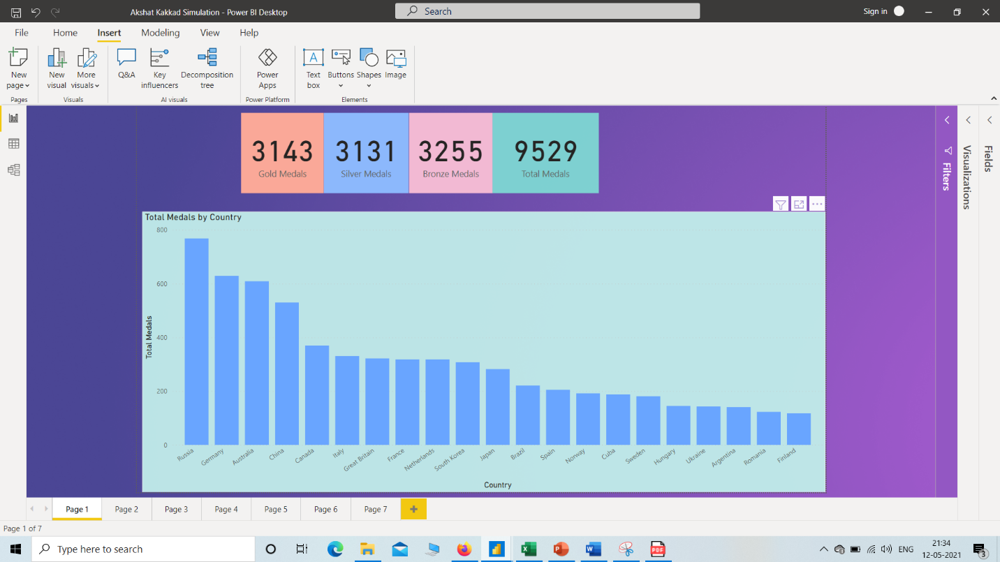 Akshat Kakkad Simulation - Power BI Desktop
Search
Sign in
File Home Insert Modeling View Help
New page
New visual
More visuals
Q&A
Key influencers
Decomposition tree
Power Apps
Text box
Buttons
Shapes
Image
Pages
Visuals
AI visuals
Power Platform
Elements
3143
Gold Medals
3131
Silver Medals
3255
Bronze Medals
9529
Total Medals
Filters
Visualizations
Fields
Total Medals by Country
800
600
400
200
0
Total Medals
Russia
Germany
Australia
China
Canada
Italy
Great Britain
France
Netherlands
South Korea
Japan
Brazil
Spain
Norway
Cuba
Sweden
Hungary
Ukraine
Argentina
Romania
Finland
Country
Page 1 Page 2 Page 3 Page 4 Page 5 Page 6 Page 7
Page 1 of 7
Type here to search
PDF
ENG
21:34
12-05-2021
3